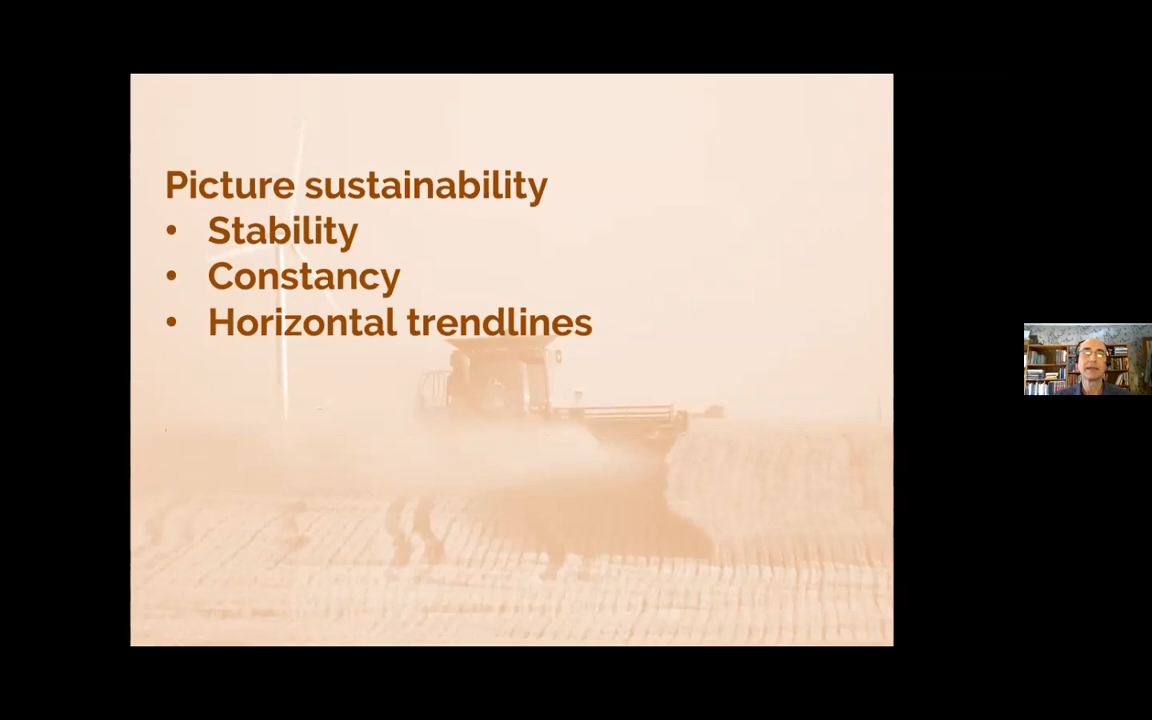 Picture sustainability
• Stability
• Constancy
• Horizontal trendlines